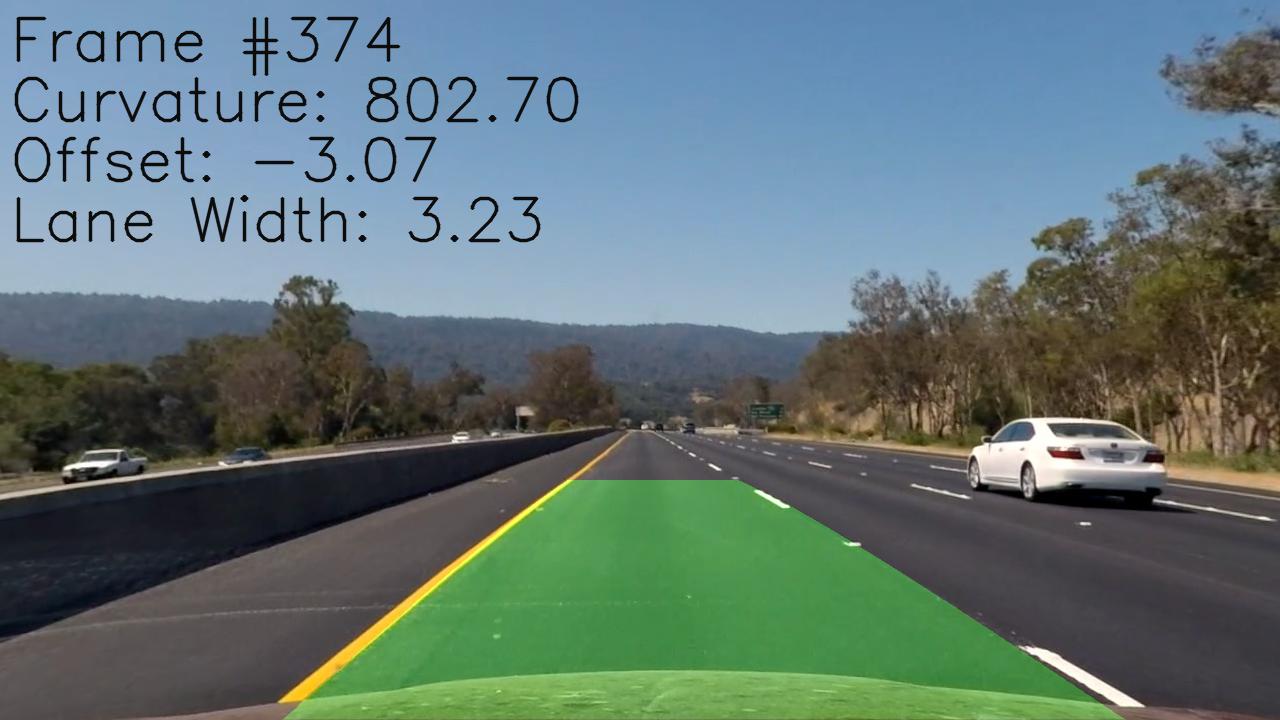 Frame #374
Curvature: 802.70
Offset: -3.07
Lane Width: 3.23